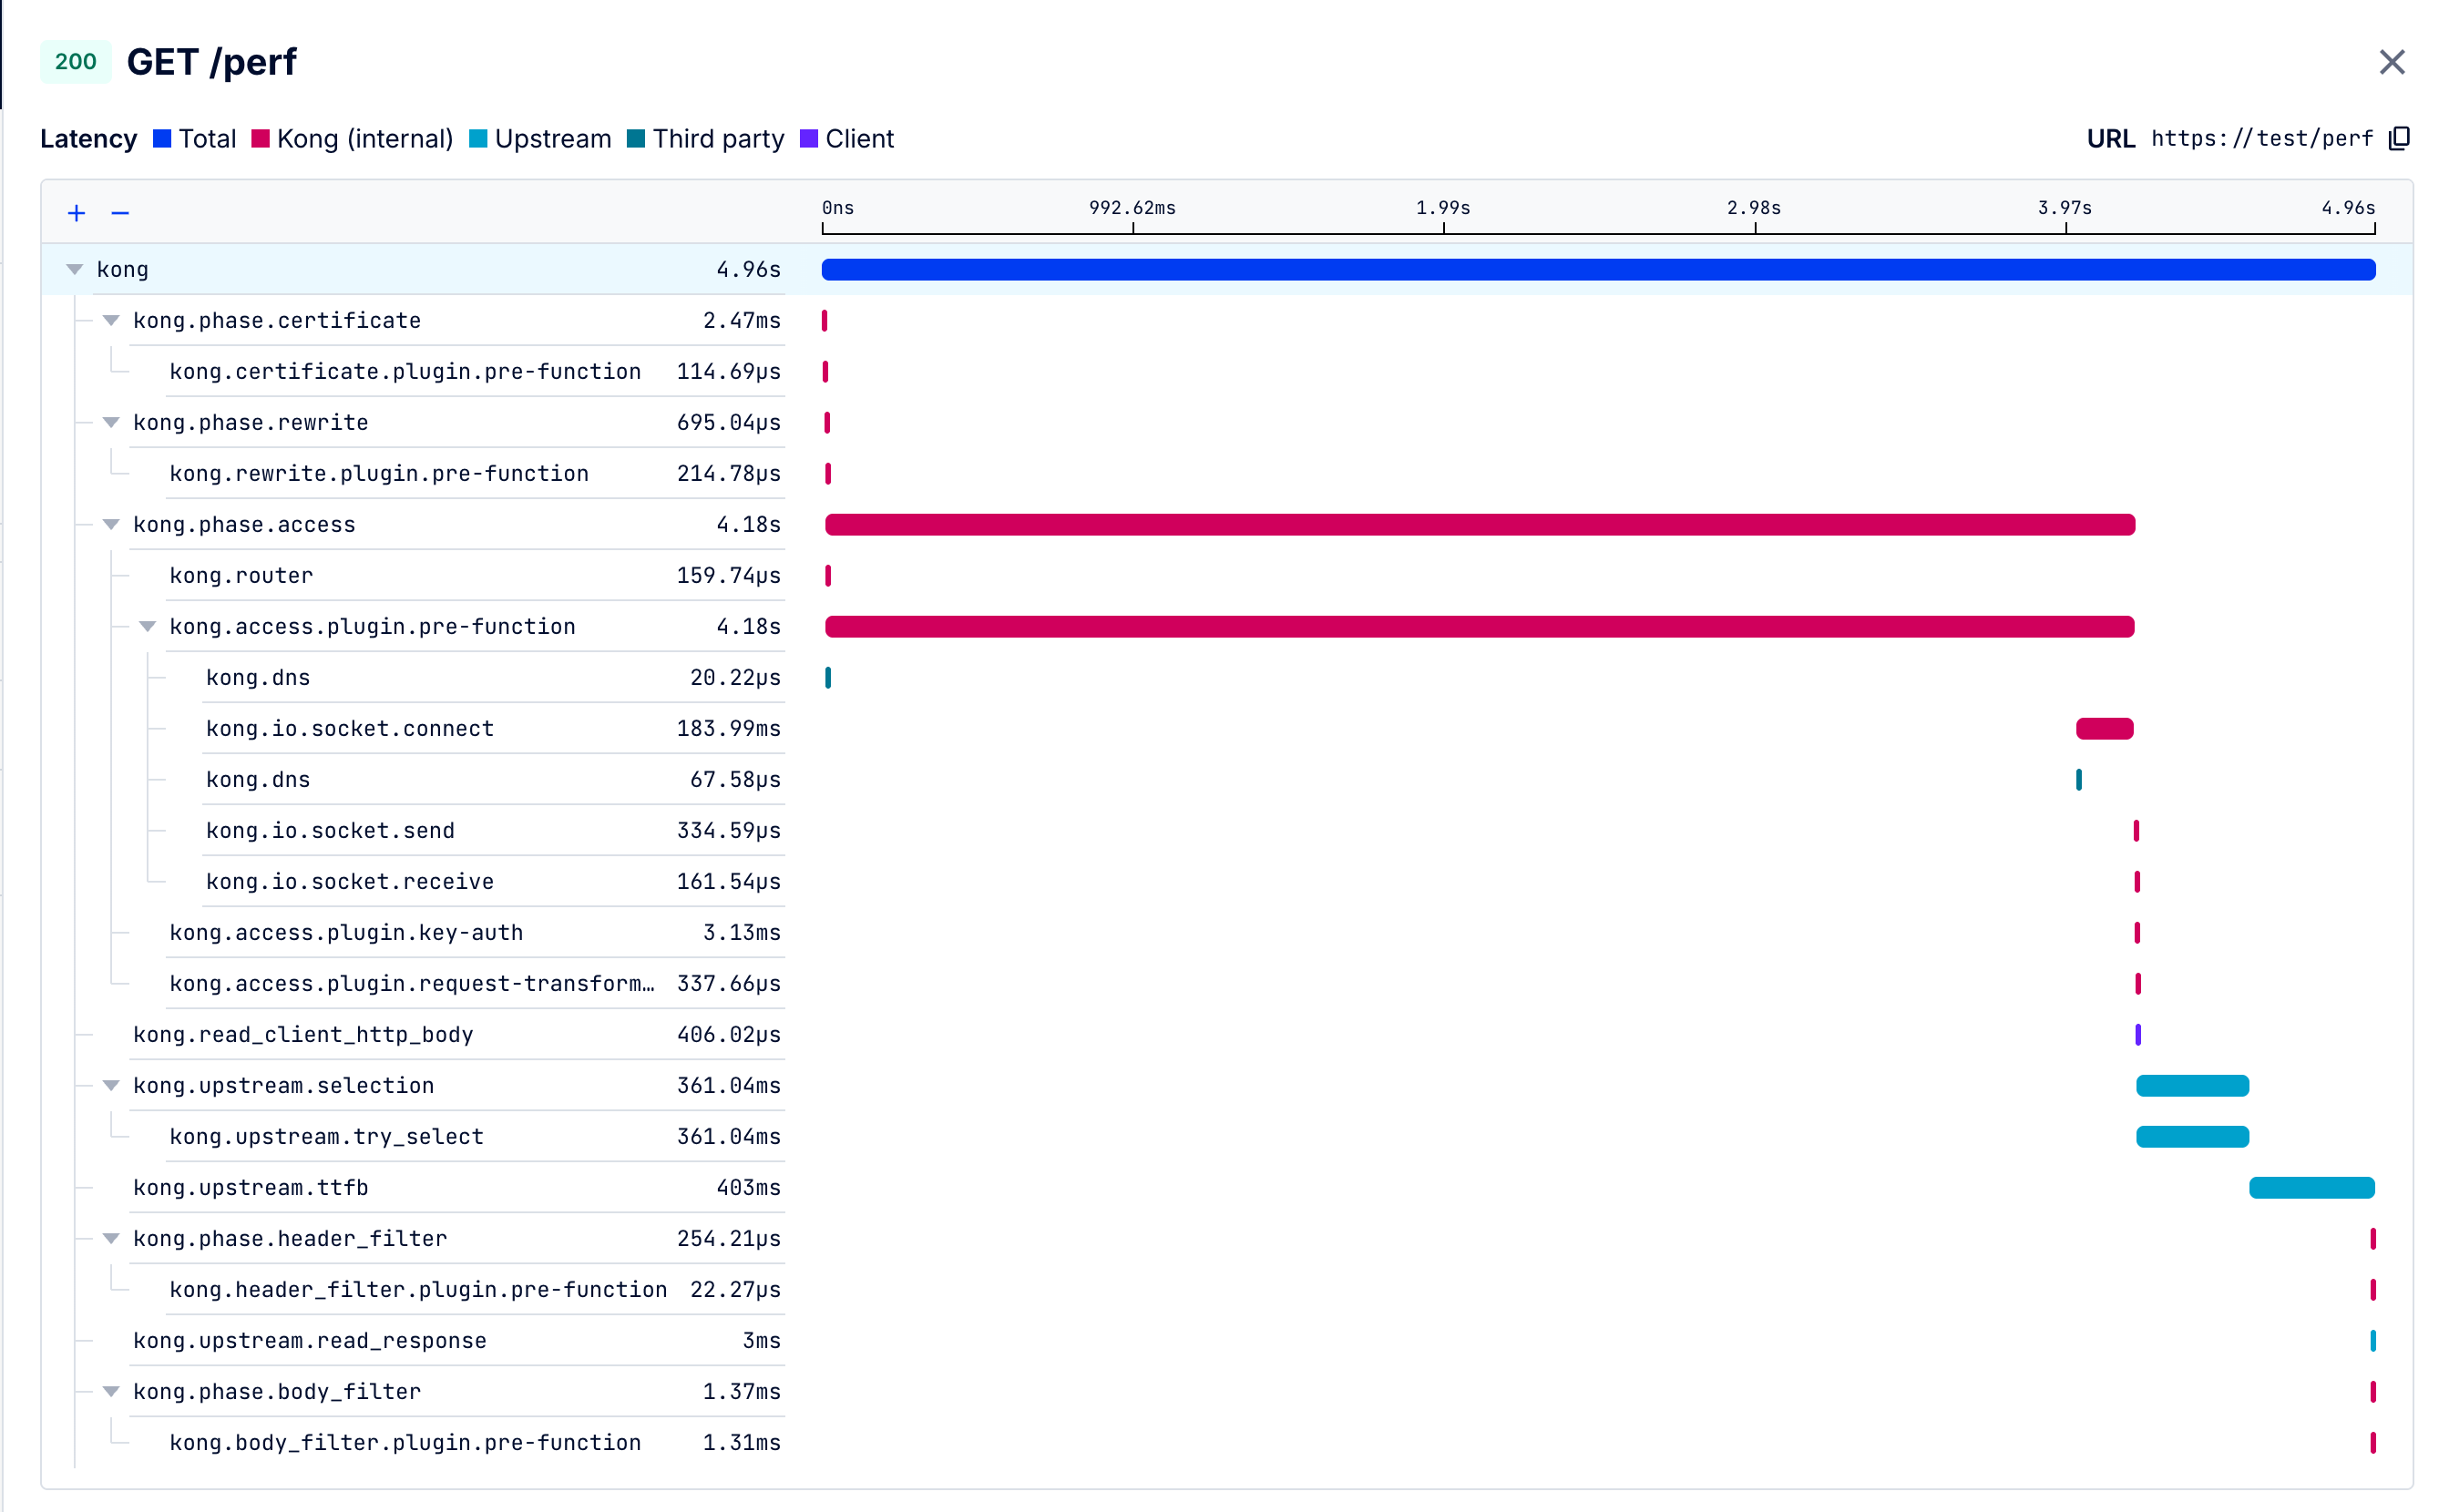 200 GET /perf
Latency Total Kong (internal) Upstream Third party Client URL https://test/perf
+ − 0ns 992.62ms 1.99s 2.98s 3.97s 4.96s
kong 4.96s
kong.phase.certificate 2.47ms
kong.certificate.plugin.pre-function 114.69µs
kong.phase.rewrite 695.04µs
kong.rewrite.plugin.pre-function 214.78µs
kong.phase.access 4.18s
kong.router 159.74µs
kong.access.plugin.pre-function 4.18s
kong.dns 20.22µs
kong.io.socket.connect 183.99ms
kong.dns 67.58µs
kong.io.socket.send 334.59µs
kong.io.socket.receive 161.54µs
kong.access.plugin.key-auth 3.13ms
kong.access.plugin.request-transform… 337.66µs
kong.read_client_http_body 406.02µs
kong.upstream.selection 361.04ms
kong.upstream.try_select 361.04ms
kong.upstream.ttfb 403ms
kong.phase.header_filter 254.21µs
kong.header_filter.plugin.pre-function 22.27µs
kong.upstream.read_response 3ms
kong.phase.body_filter 1.37ms
kong.body_filter.plugin.pre-function 1.31ms